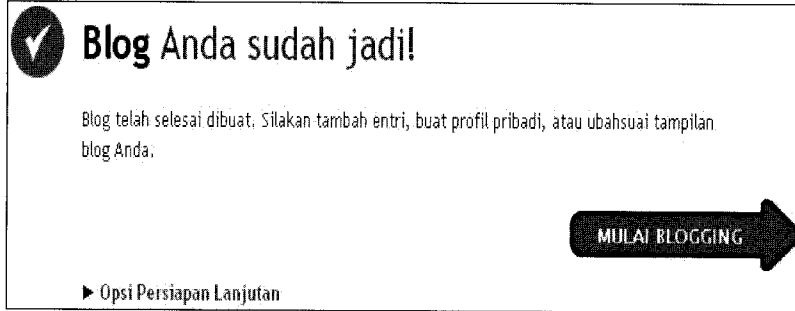 Blog Anda sudah jadi!
Blog telah selesai dibuat. Silakan tambah entri, buat profil pribadi, atau ubahsuai tampilan
blog Anda.
MULAI BLOGGING
► Opsi Persiapan Lanjutan